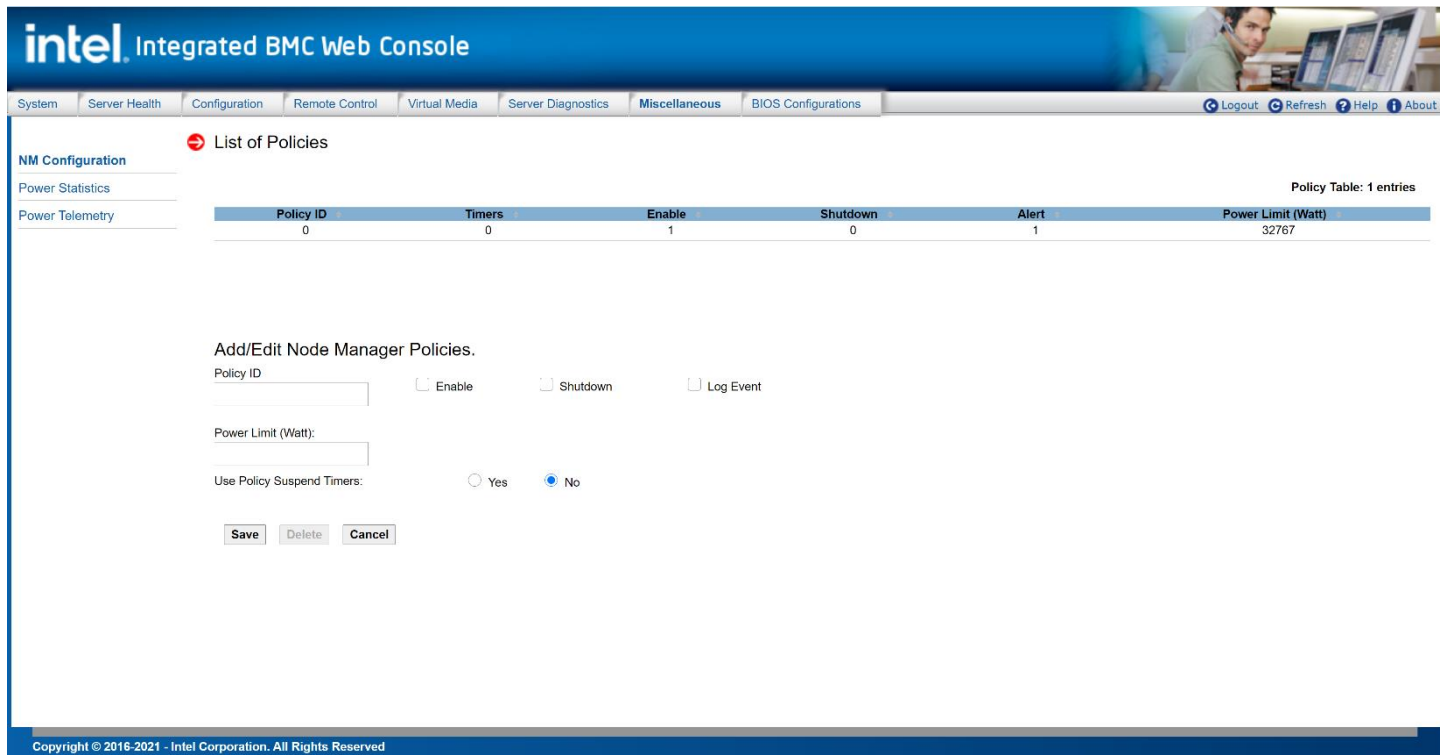 intel. Integrated BMC Web Console
System Server Health Configuration Remote Control Virtual Media Server Diagnostics Miscellaneous BIOS Configurations Logout Refresh Help About
List of Policies
NM Configuration
Power Statistics
Power Telemetry
Policy Table: 1 entries
Policy ID Timers Enable Shutdown Alert Power Limit (Watt)
0 0 1 0 1 32767
Add/Edit Node Manager Policies.
Policy ID
Enable Shutdown Log Event
Power Limit (Watt):
Use Policy Suspend Timers: Yes No
Save Delete Cancel
Copyright © 2016-2021 - Intel Corporation. All Rights Reserved